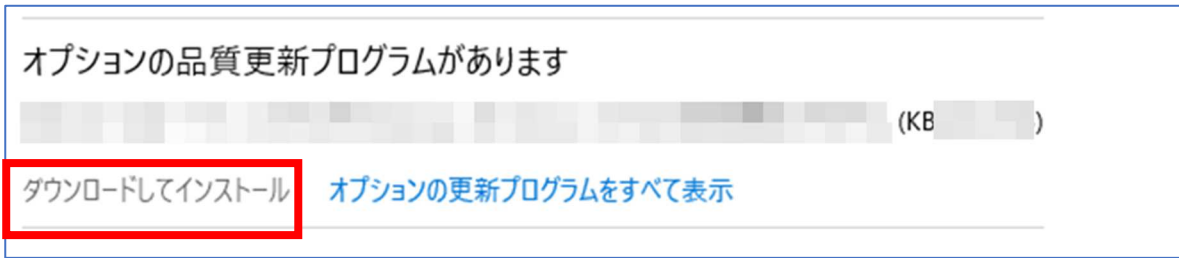 オプションの品質更新プログラムがあります
(KB )
ダウンロードしてインストール オプションの更新プログラムをすべて表示